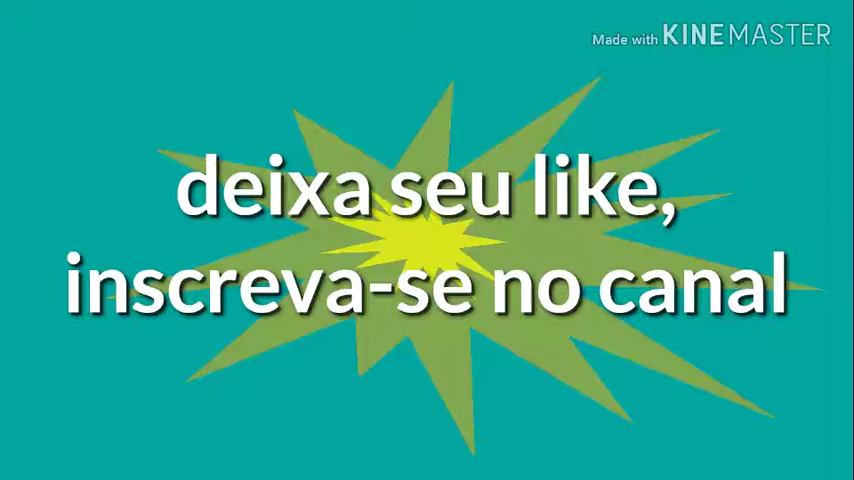 Made with KINEMASTER
deixa seu like,
inscreva-se no canal